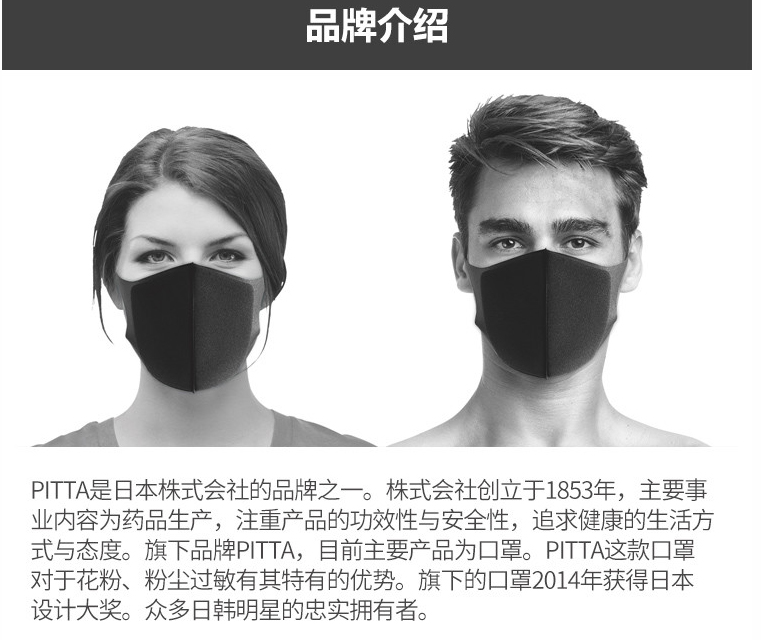 品牌介绍
PITTA是日本株式会社的品牌之一。株式会社创立于1853年，主要事
业内容为药品生产，注重产品的功效性与安全性，追求健康的生活方
式与态度。旗下品牌PITTA，目前主要产品为口罩。PITTA这款口罩
对于花粉、粉尘过敏有其特有的优势。旗下的口罩2014年获得日本
设计大奖。众多日韩明星的忠实拥有者。